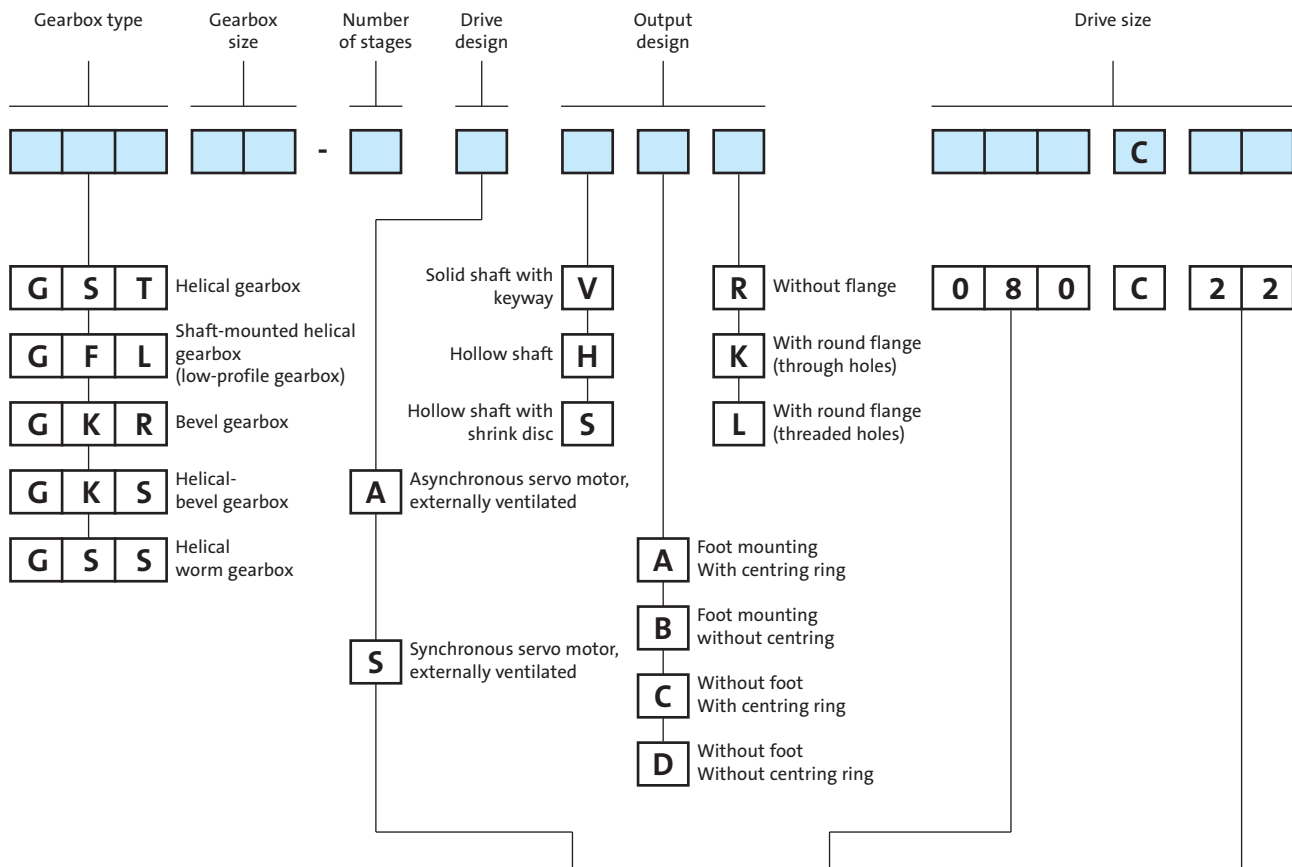 Gearbox type
Gearbox
size
Number
of stages
Drive
design
Output
design
Drive size
-
C
G S T
Helical gearbox
Solid shaft with
keyway
V
R
Without flange
0 8 0 C 2 2
G F L
Shaft-mounted helical
gearbox
(low-profile gearbox)
Hollow shaft
H
K
With round flange
(through holes)
G K R
Bevel gearbox
Hollow shaft with
shrink disc
S
L
With round flange
(threaded holes)
G K S
Helical-
bevel gearbox
A
Asynchronous servo motor,
externally ventilated
G S S
Helical
worm gearbox
A
Foot mounting
With centring ring
B
Foot mounting
without centring
S
Synchronous servo motor,
externally ventilated
C
Without foot
With centring ring
D
Without foot
Without centring ring